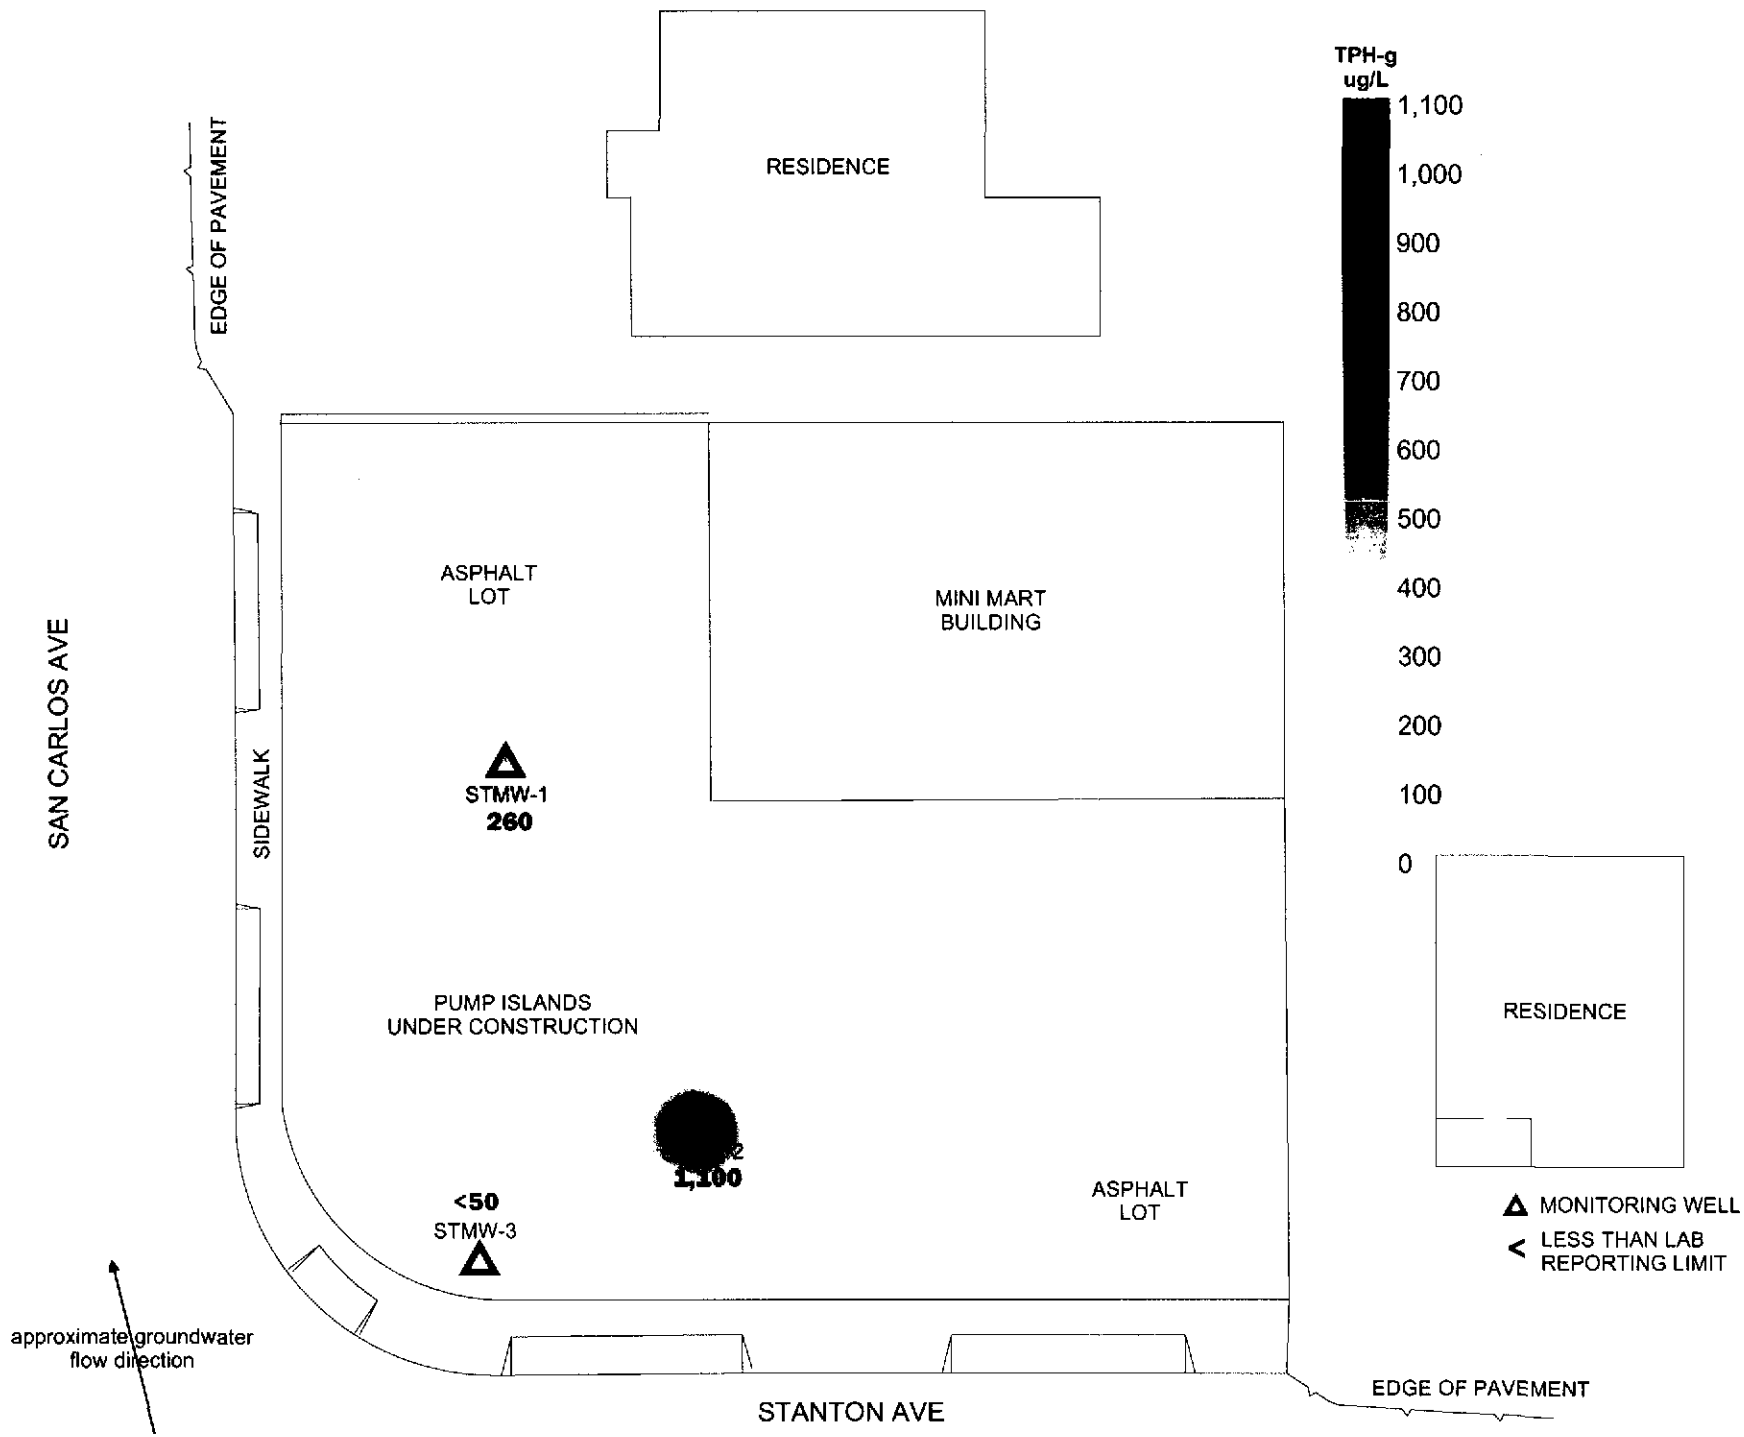 TPH-g
ug/L
1,100
1,000
900
800
700
600
500
400
300
200
100
0
RESIDENCE
EDGE OF PAVEMENT
ASPHALT
LOT
MINI MART
BUILDING
SAN CARLOS AVE
SIDEWALK
STMW-1
260
PUMP ISLANDS
UNDER CONSTRUCTION
RESIDENCE
1,100
<50
STMW-3
ASPHALT
LOT
MONITORING WELL
< LESS THAN LAB
REPORTING LIMIT
approximate groundwater
flow direction
EDGE OF PAVEMENT
STANTON AVE